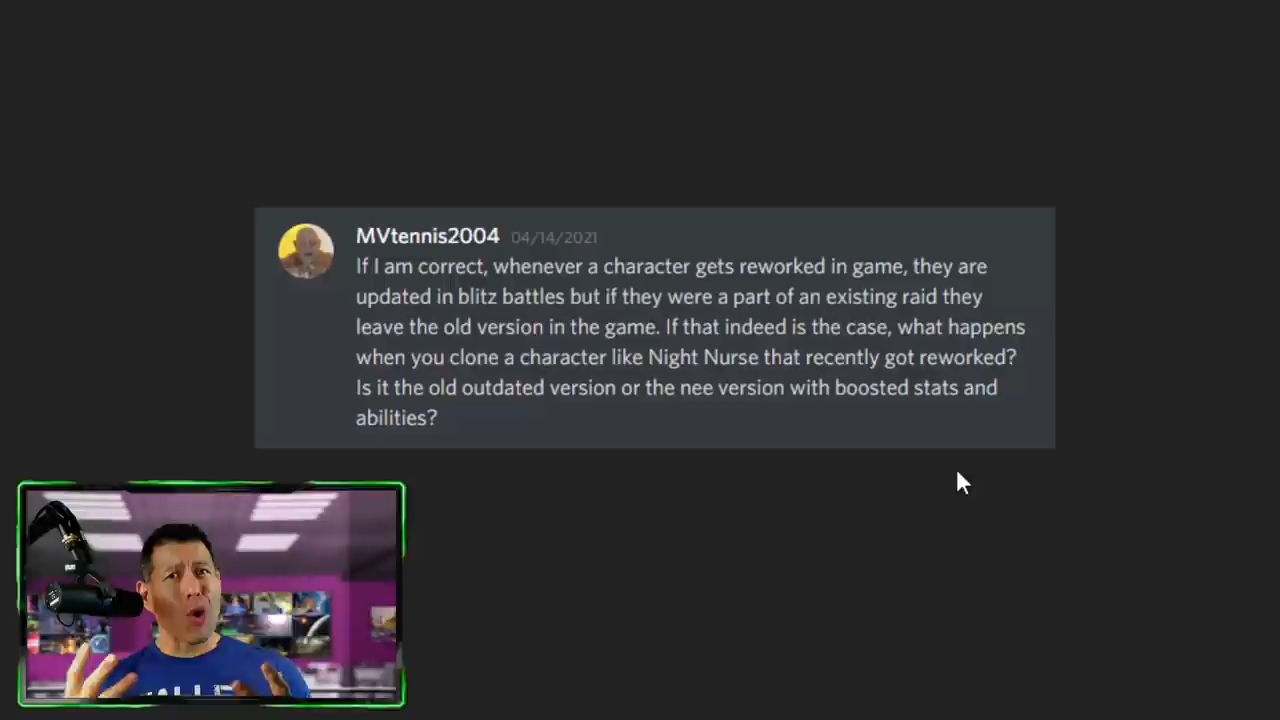 MVtennis2004 04/14/2021
If I am correct, whenever a character gets reworked in game, they are
updated in blitz battles but if they were a part of an existing raid they
leave the old version in the game. If that indeed is the case, what happens
when you clone a character like Night Nurse that recently got reworked?
Is it the old outdated version or the nee version with boosted stats and
abilities?